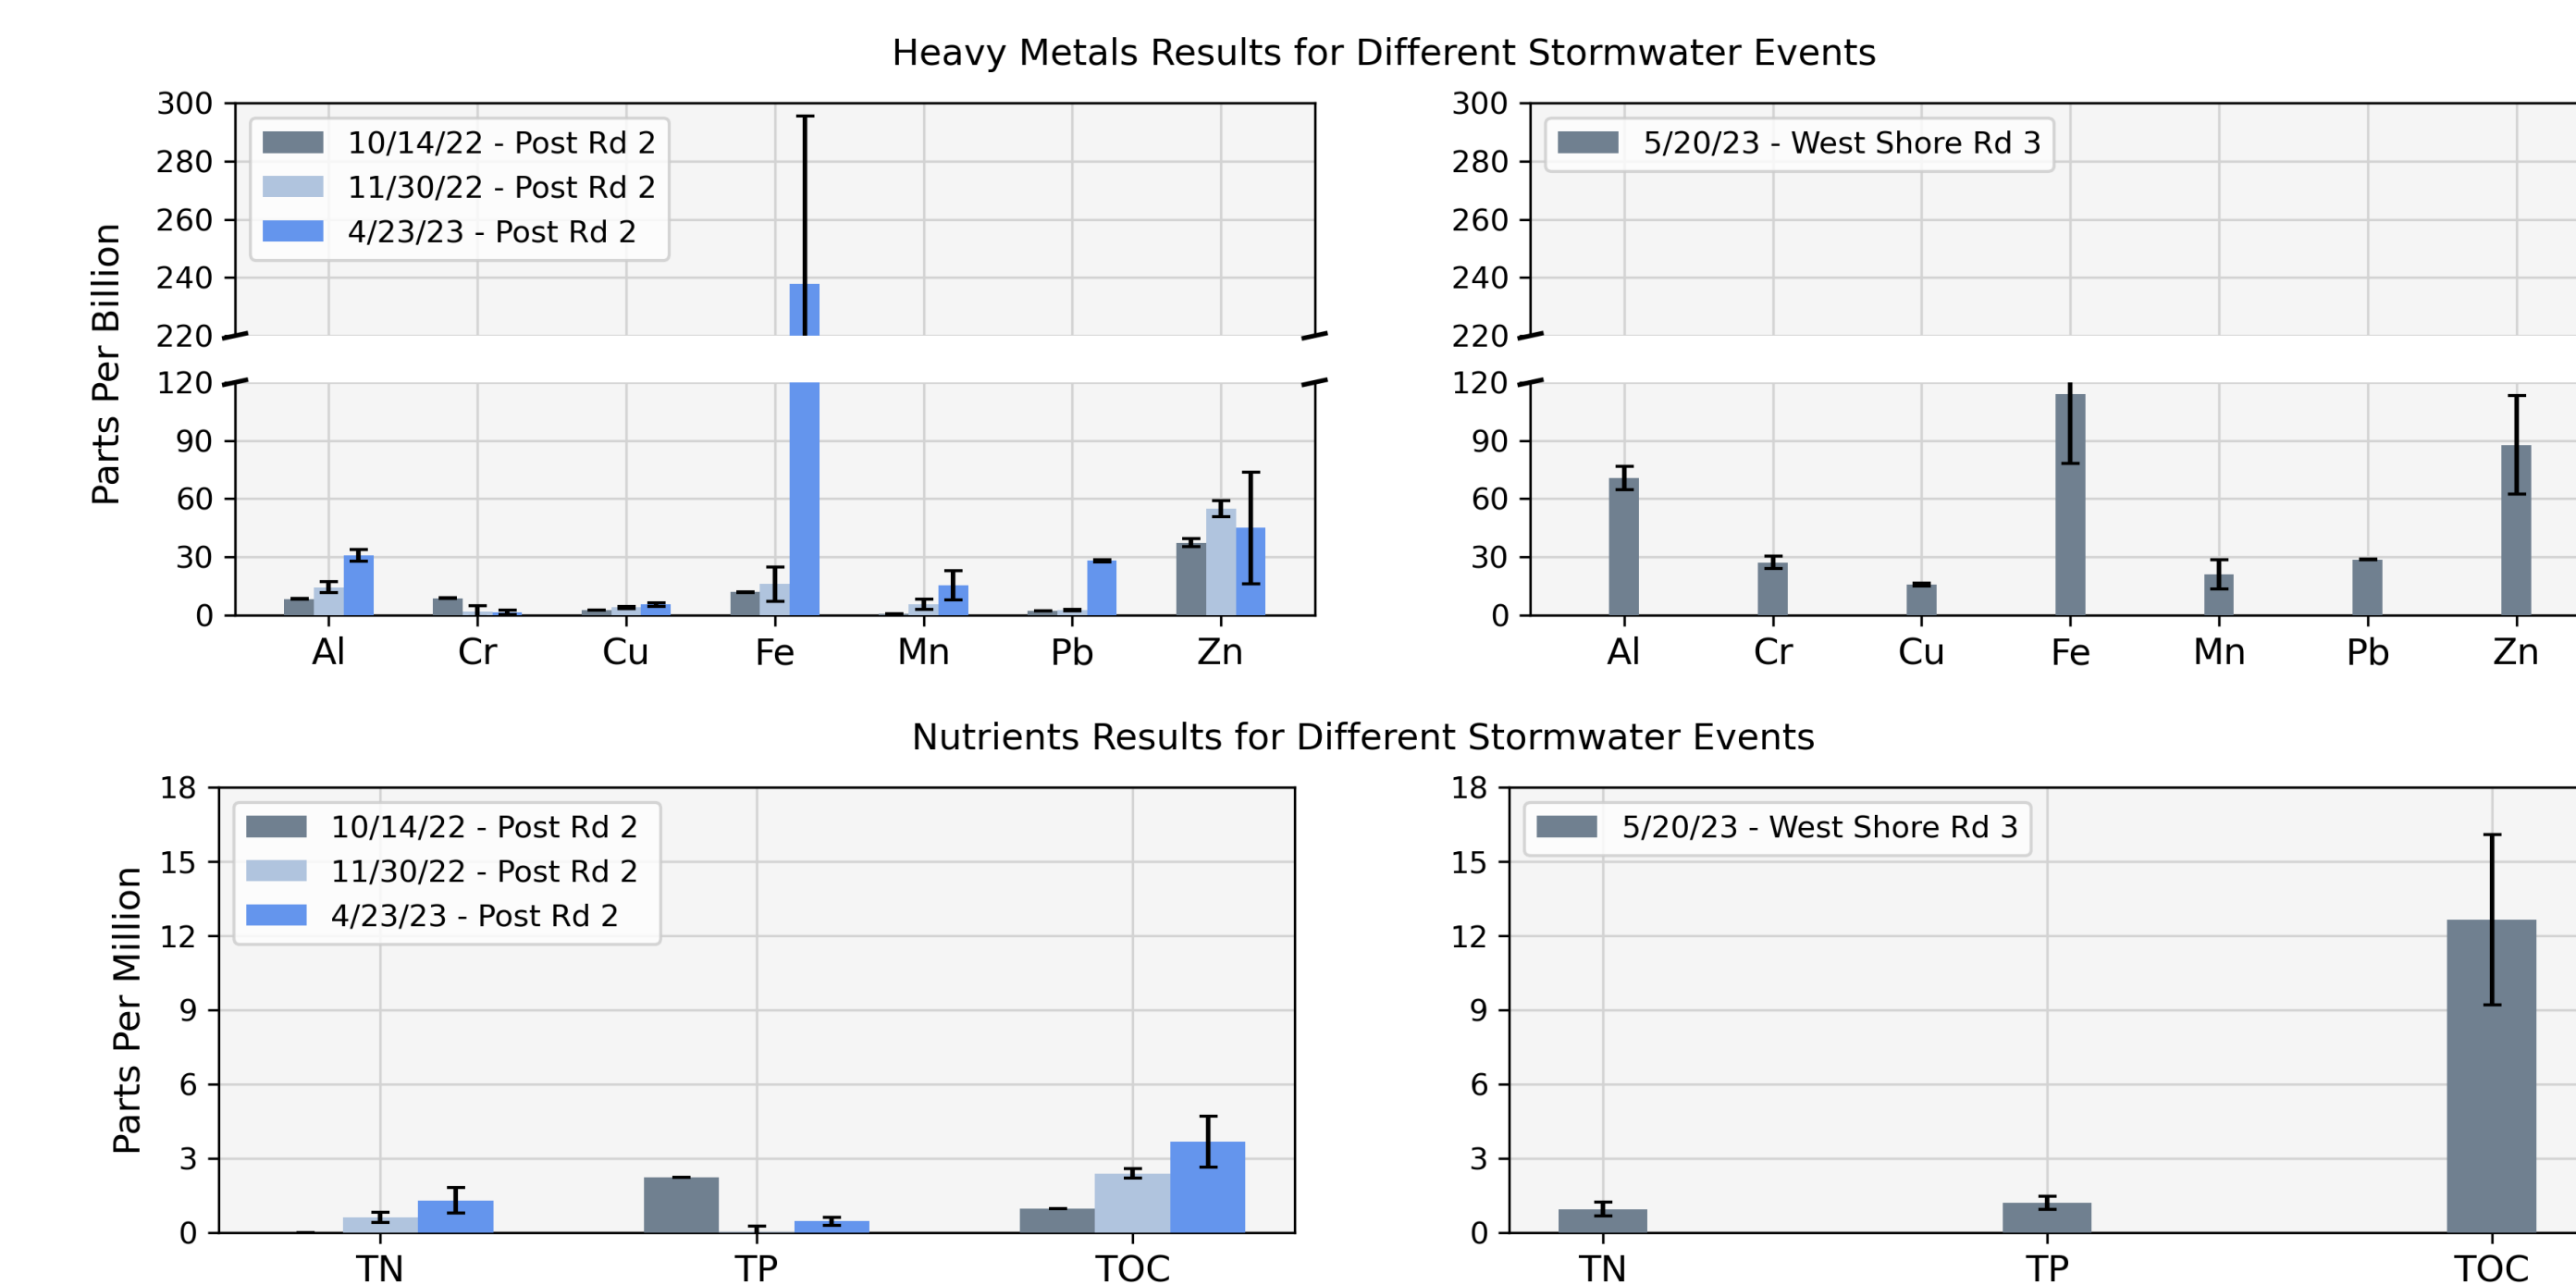 Heavy Metals Results for Different Stormwater Events
Parts Per Billion
300
280
260
240
220
120
90
60
30
0
10/14/22 - Post Rd 2
11/30/22 - Post Rd 2
4/23/23 - Post Rd 2
Al Cr Cu Fe Mn Pb Zn
300
280
260
240
220
120
90
60
30
0
5/20/23 - West Shore Rd 3
Al Cr Cu Fe Mn Pb Zn
Nutrients Results for Different Stormwater Events
Parts Per Million
18
15
12
9
6
3
0
10/14/22 - Post Rd 2
11/30/22 - Post Rd 2
4/23/23 - Post Rd 2
TN TP TOC
18
15
12
9
6
3
0
5/20/23 - West Shore Rd 3
TN TP TOC